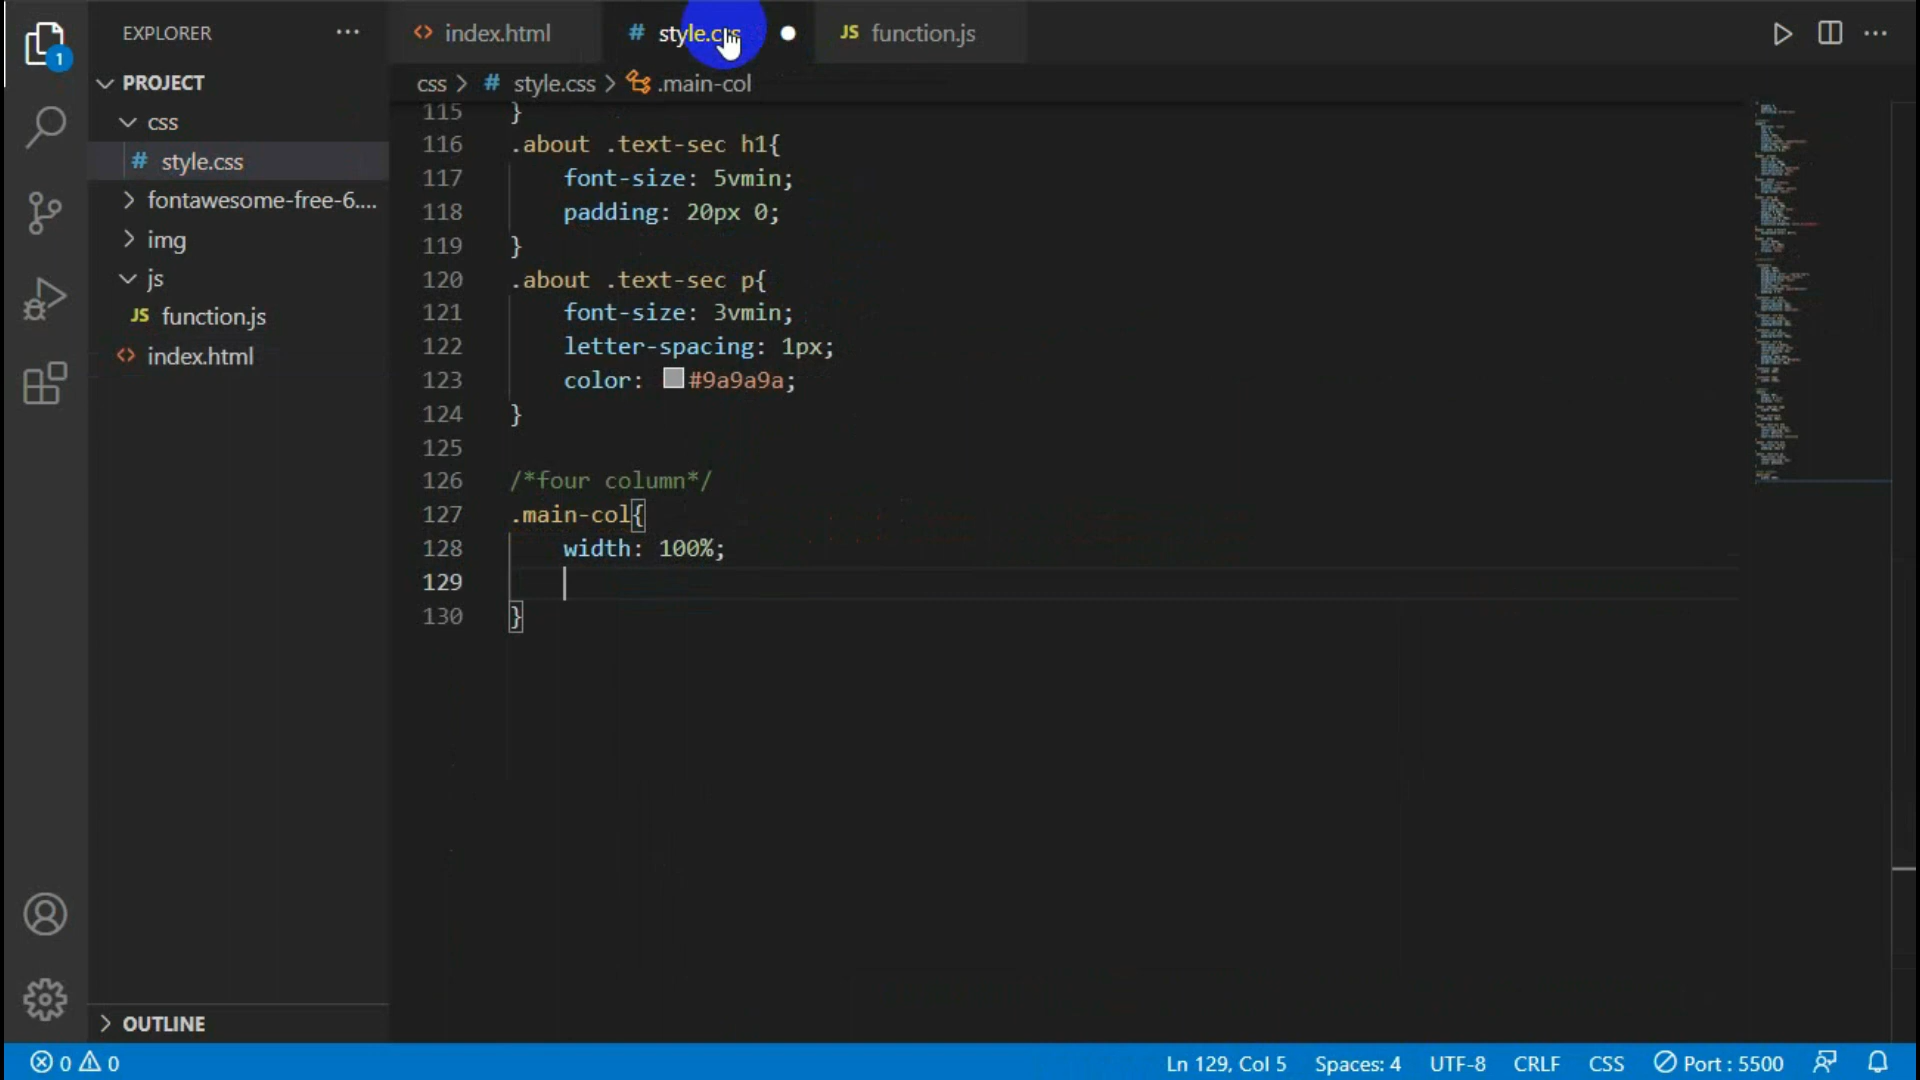 EXPLORER
PROJECT
css
# style.css
fontawesome-free-6....
img
js
JS function.js
<> index.html
OUTLINE
1
<> index.html
# style.css
JS function.js
css > # style.css > .main-col
115 }
116 .about .text-sec h1{
117 font-size: 5vmin;
118 padding: 20px 0;
119 }
120 .about .text-sec p{
121 font-size: 3vmin;
122 letter-spacing: 1px;
123 color: #9a9a9a;
124 }
125
126 /*four column*/
127 .main-col{
128 width: 100%;
129
130 }
0 0
Ln 129, Col 5 Spaces: 4 UTF-8 CRLF CSS Port : 5500